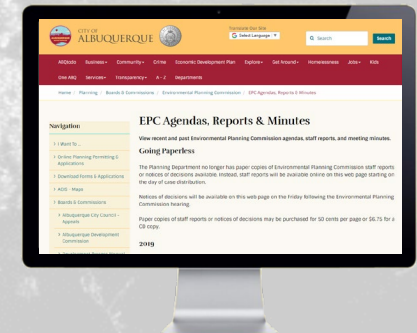 CITY OF
ALBUQUERQUE
Translate Our Site:
Select Language
Search
Search
ABQtodo Business Community Crime Economic Development Plan Explore Get Around Homelessness Jobs Kids
One ABQ Services Transparency A - Z Departments
Home / Planning / Boards & Commissions / Environmental Planning Commission / EPC Agendas, Reports & Minutes
Navigation
I Want To...
Online Planning Permitting & Applications
Download Forms & Applications
AGIS - Maps
Boards & Commissions
Albuquerque City Council - Appeals
Albuquerque Development Commission
EPC Agendas, Reports & Minutes
View recent and past Environmental Planning Commission agendas, staff reports, and meeting minutes.
Going Paperless
The Planning Department no longer has paper copies of Environmental Planning Commission staff reports
or notices of decisions available. Instead, staff reports will be available online on this web page starting on
the day of case distribution.
Notices of decisions will be available on this web page on the Friday following the Environmental Planning
Commission hearing.
Paper copies of staff reports or notices of decisions may be purchased for 50 cents per page or $6.75 for a
CD copy.
2019